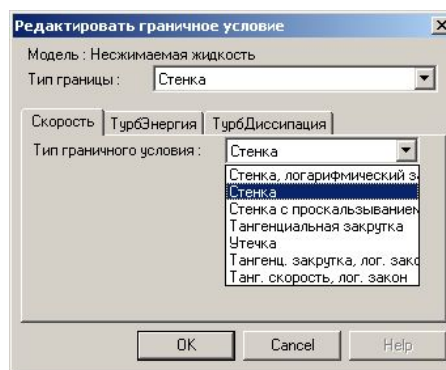 Редактировать граничное условие
Модель : Несжимаемая жидкость
Тип границы : Стенка
Скорость ТурбЭнергия ТурбДиссипация
Тип граничного условия : Стенка
Стенка, логарифмический з
Стенка
Стенка с проскальзыванием
Тангенциальная закрутка
Утечка
Тангенц. закрутка, лог. зако
Танг. скорость, лог. закон
OK Cancel Help